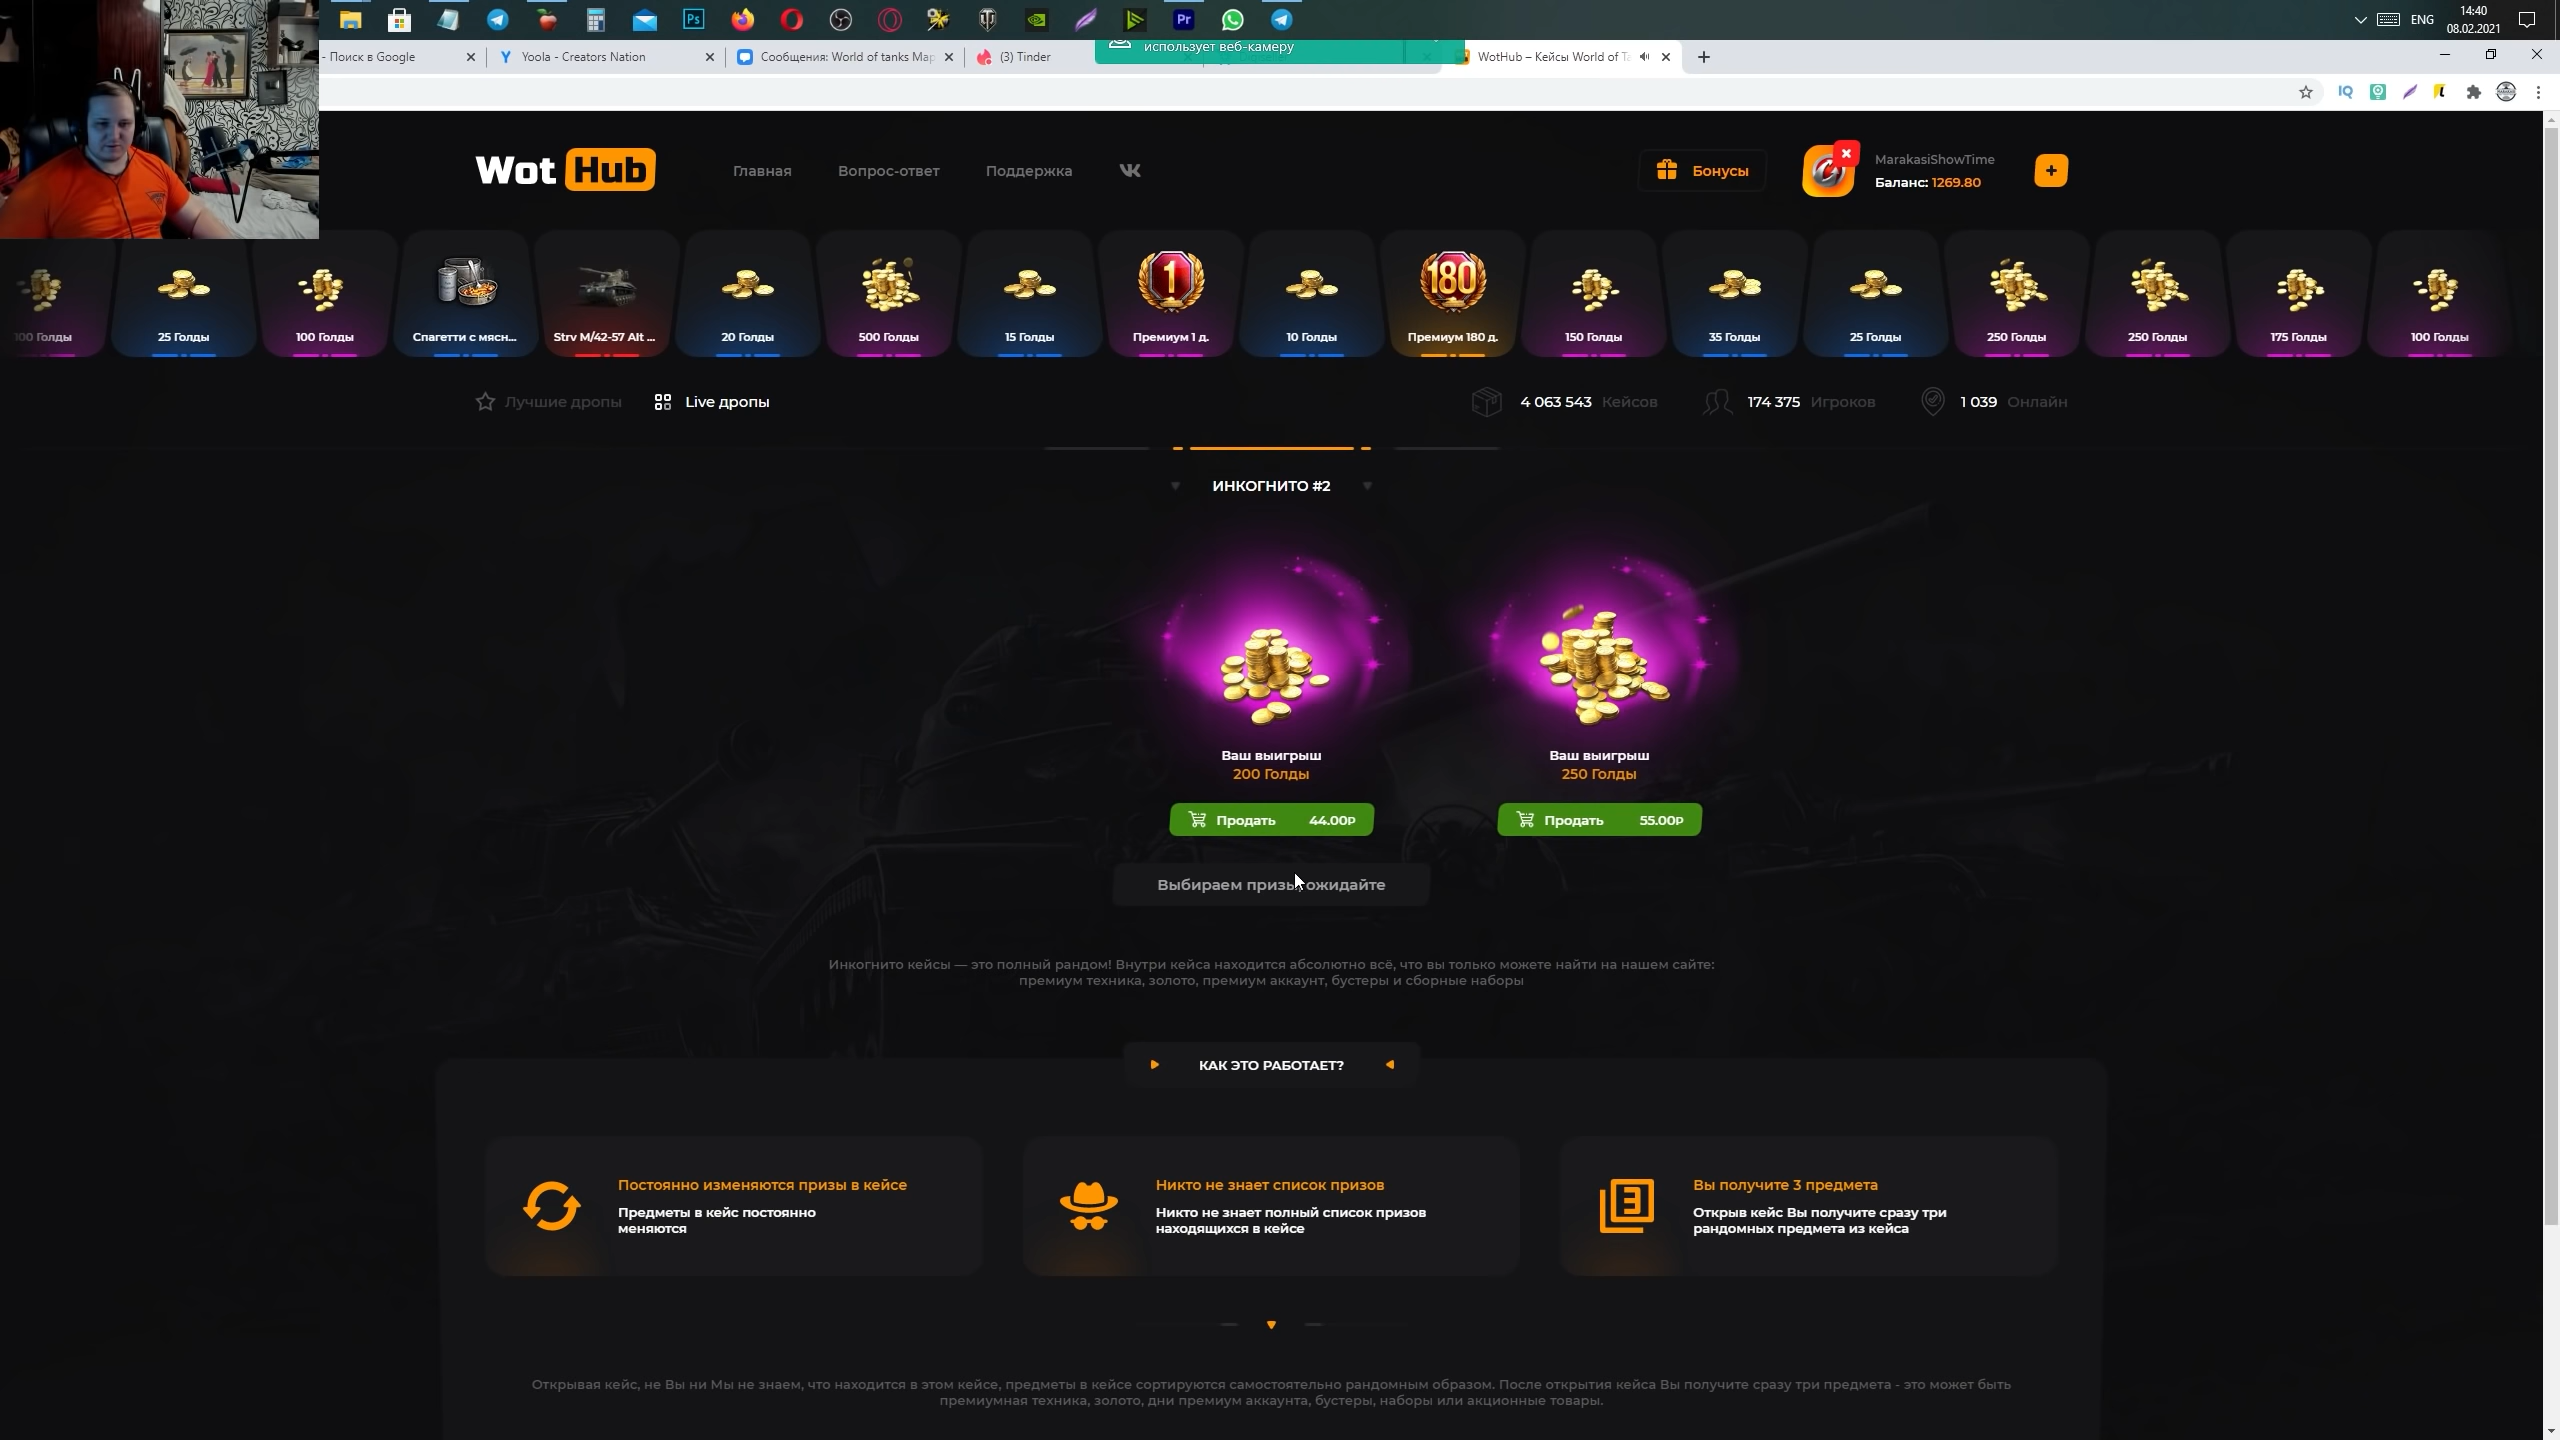 14:40
ENG
08.02.2021
Ps
Pr
использует веб-камеру
- Поиск в Google
Yoola - Creators Nation
Сообщения: World of tanks Мар
(3) Tinder
WotHub – Кейсы World of Ta
IQ
Wot Hub
Главная
Вопрос-ответ
Поддержка
Бонусы
MarakasiShowTime
Баланс: 1269.80
1
180
100 Голды
25 Голды
100 Голды
Спагетти с мясн...
Strv M/42-57 Alt ...
20 Голды
500 Голды
15 Голды
Премиум 1 д.
10 Голды
Премиум 180 д.
150 Голды
35 Голды
25 Голды
250 Голды
250 Голды
175 Голды
100 Голды
Лучшие дропы
Live дропы
4 063 543 Кейсов
174 375 Игроков
1 039 Онлайн
ИНКОГНИТО #2
Ваш выигрыш
200 Голды
Продать 44.00Р
Ваш выигрыш
250 Голды
Продать 55.00Р
Выбираем призы, ожидайте
Инкогнито кейсы — это полный рандом! Внутри кейса находится абсолютно всё, что вы только можете найти на нашем сайте:
премиум техника, золото, премиум аккаунт, бустеры и сборные наборы
КАК ЭТО РАБОТАЕТ?
Постоянно изменяются призы в кейсе
Предметы в кейс постоянно
меняются
Никто не знает список призов
Никто не знает полный список призов
находящихся в кейсе
3
Вы получите 3 предмета
Открыв кейс Вы получите сразу три
рандомных предмета из кейса
Открывая кейс, не Вы ни Мы не знаем, что находится в этом кейсе, предметы в кейсе сортируются самостоятельно рандомным образом. После открытия кейса Вы получите сразу три предмета - это может быть
премиумная техника, золото, дни премиум аккаунта, бустеры, наборы или акционные товары.